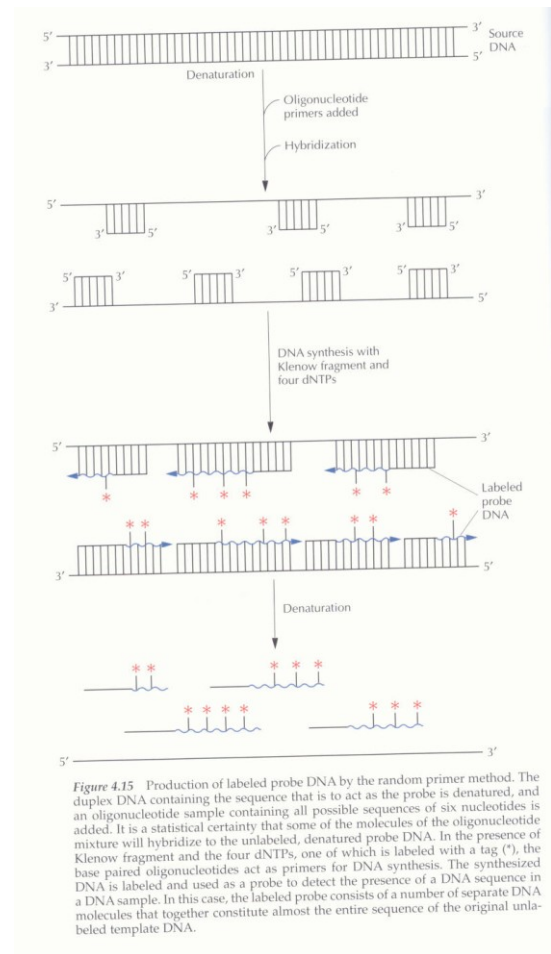 5′ 3′ Source
3′ 5′ DNA
Denaturation
Oligonucleotide
primers added
Hybridization
5′ 3′
3′ 5′ 3′ 5′ 3′ 5′
5′ 3′ 5′ 3′ 5′ 3′ 5′ 3′
3′ 5′
DNA synthesis with
Klenow fragment and
four dNTPs
5′ 3′
* * * * * *
Labeled
probe
DNA
* * * * * * * *
3′ 5′
Denaturation
* * * * *
* * * * * * *
5′ 3′
Figure 4.15 Production of labeled probe DNA by the random primer method. The
duplex DNA containing the sequence that is to act as the probe is denatured, and
an oligonucleotide sample containing all possible sequences of six nucleotides is
added. It is a statistical certainty that some of the molecules of the oligonucleotide
mixture will hybridize to the unlabeled, denatured probe DNA. In the presence of
Klenow fragment and the four dNTPs, one of which is labeled with a tag (*), the
base paired oligonucleotides act as primers for DNA synthesis. The synthesized
DNA is labeled and used as a probe to detect the presence of a DNA sequence in
a DNA sample. In this case, the labeled probe consists of a number of separate DNA
molecules that together constitute almost the entire sequence of the original unla-
beled template DNA.